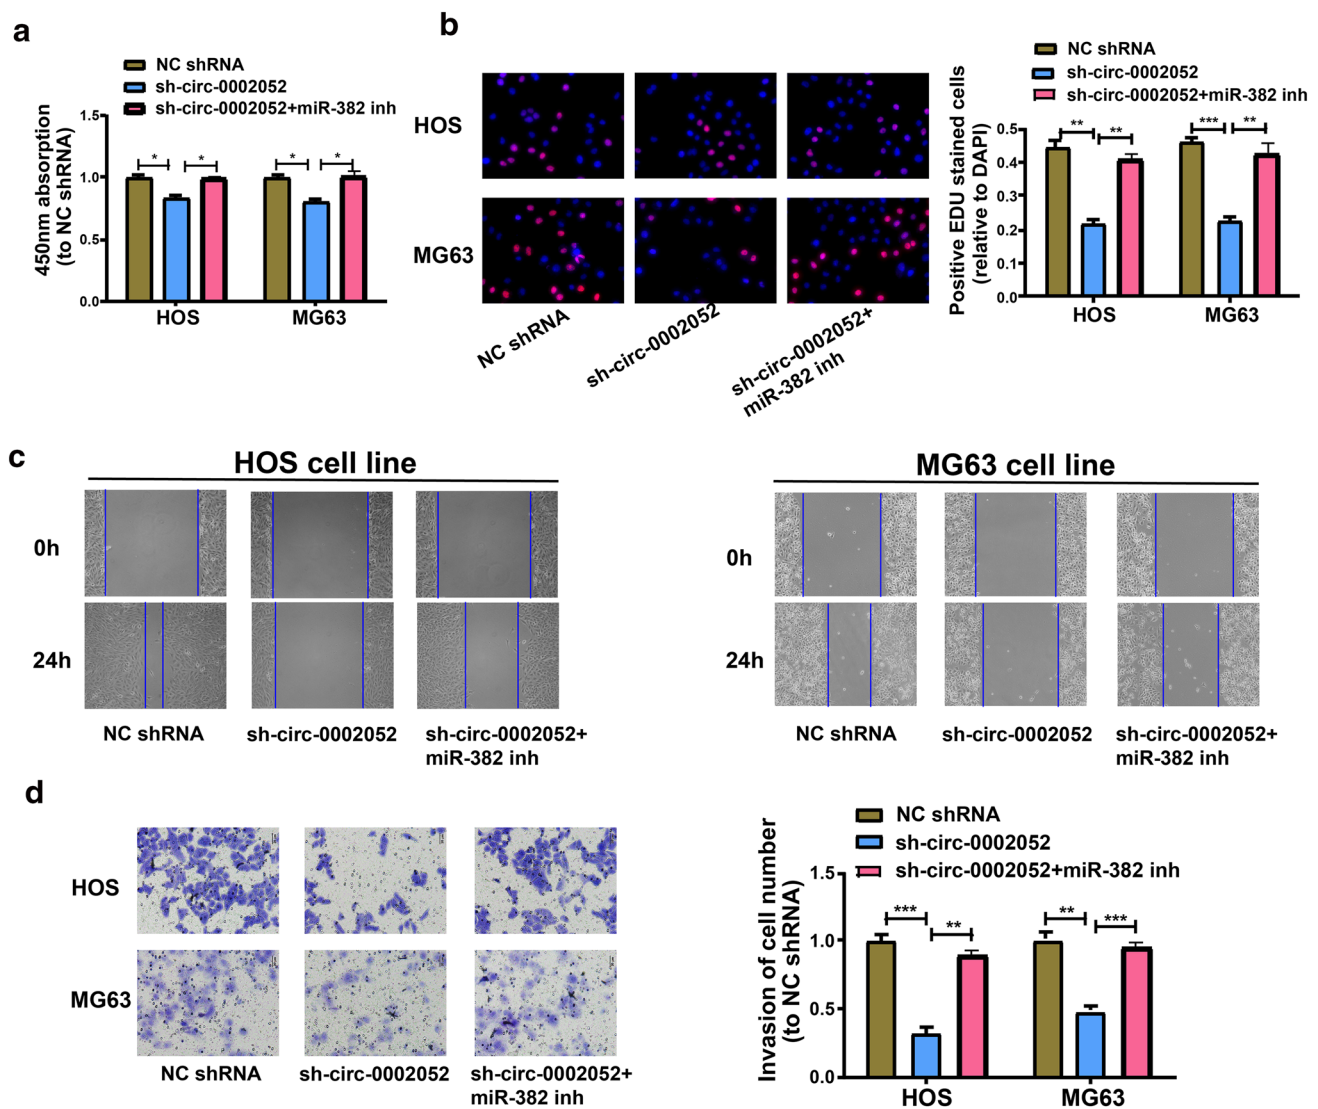 a
NC shRNA
sh-circ-0002052
sh-circ-0002052+miR-382 inh
450nm absorption
(to NC shRNA)
1.5
1.0
0.5
0.0
* * * *
HOS MG63
b
HOS
MG63
NC shRNA
sh-circ-0002052
sh-circ-0002052+
miR-382 inh
NC shRNA
sh-circ-0002052
sh-circ-0002052+miR-382 inh
Positive EDU stained cells
(relative to DAPI)
0.5
0.4
0.3
0.2
0.1
0.0
** ** *** **
HOS MG63
c
HOS cell line
0h
24h
NC shRNA sh-circ-0002052 sh-circ-0002052+
miR-382 inh
MG63 cell line
0h
24h
NC shRNA sh-circ-0002052 sh-circ-0002052+
miR-382 inh
d
HOS
MG63
NC shRNA sh-circ-0002052 sh-circ-0002052+
miR-382 inh
NC shRNA
sh-circ-0002052
sh-circ-0002052+miR-382 inh
Invasion of cell number
(to NC shRNA)
1.5
1.0
0.5
0.0
*** ** ** ***
HOS MG63